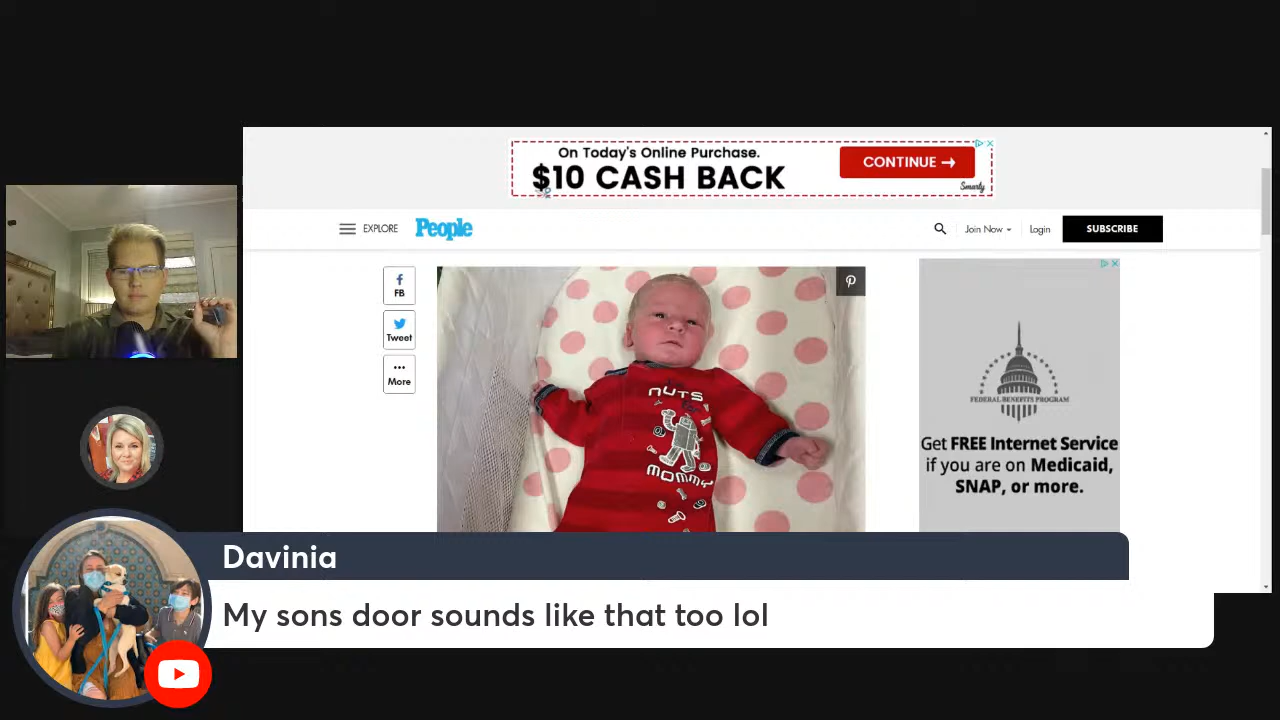 On Today's Online Purchase.
$10 CASH BACK
CONTINUE →
Smarty
EXPLORE
People
Join Now
Login
SUBSCRIBE
FB
Tweet
More
NUTS
MOMMY
FEDERAL BENEFITS PROGRAM
Get FREE Internet Service
if you are on Medicaid,
SNAP, or more.
Davinia
My sons door sounds like that too lol